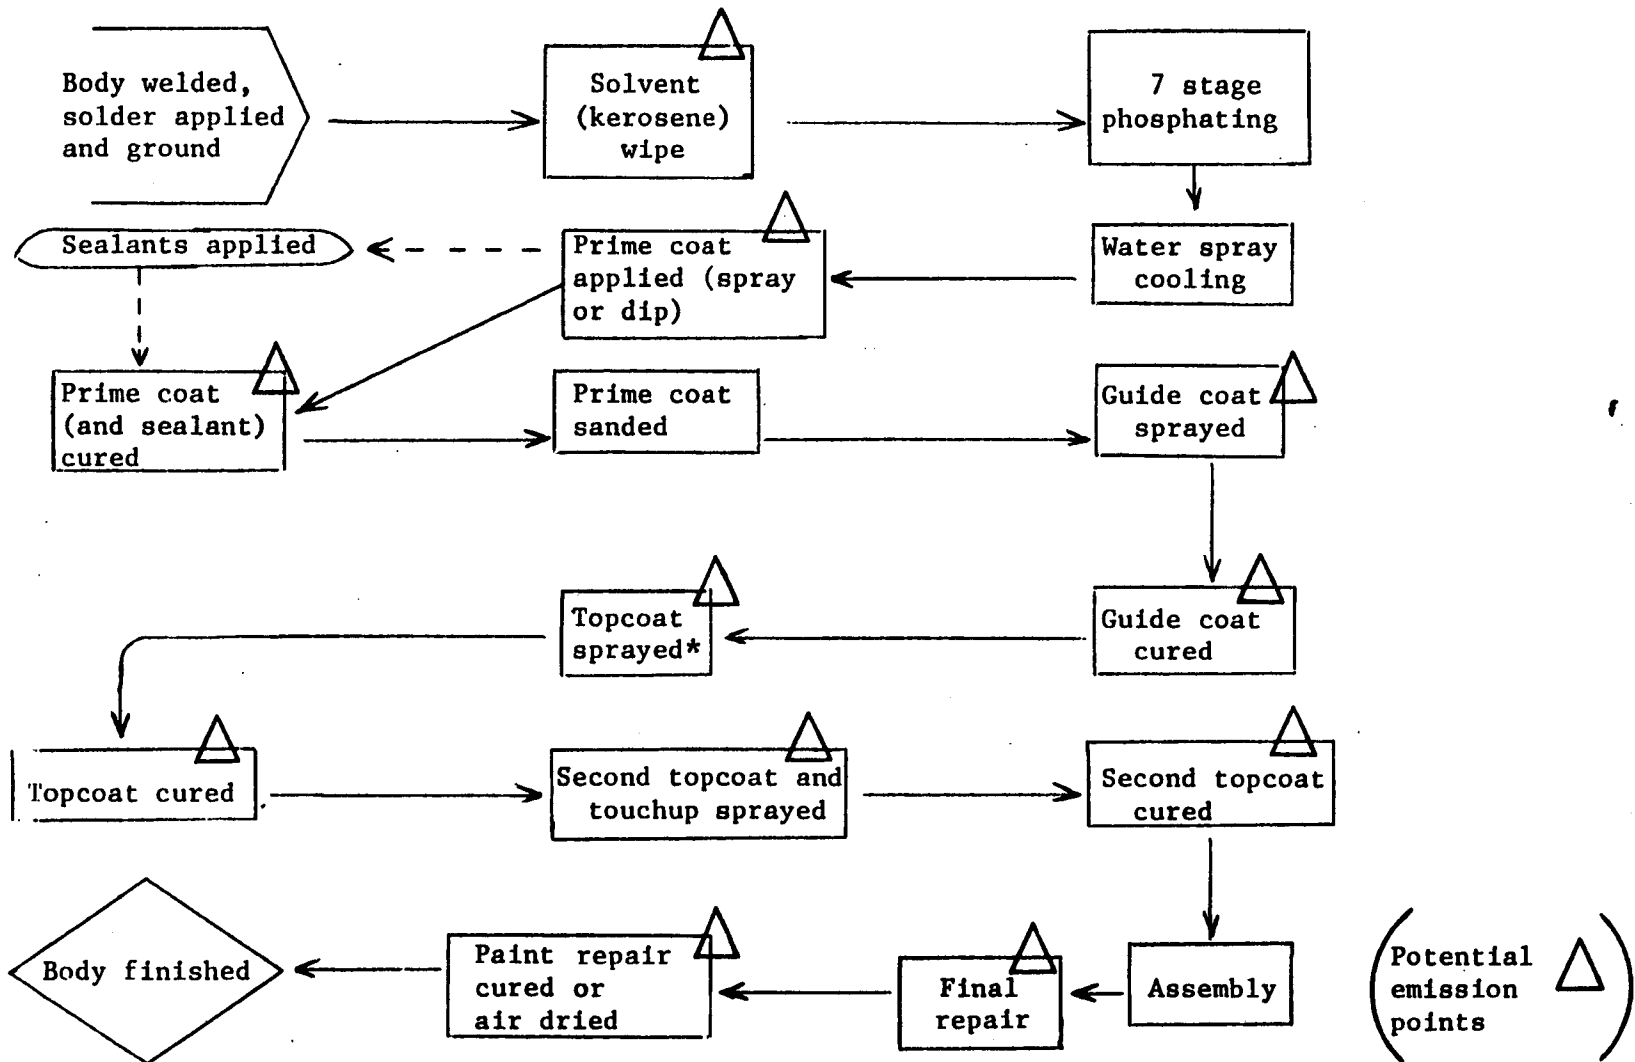 Body welded,
solder applied
and ground
Solvent
(kerosene)
wipe
7 stage
phosphating
Water spray
cooling
Prime coat
applied (spray
or dip)
Sealants applied
Prime coat
(and sealant)
cured
Prime coat
sanded
Guide coat
sprayed
Guide coat
cured
Topcoat
sprayed*
Topcoat cured
Second topcoat and
touchup sprayed
Second topcoat
cured
Assembly
Final
repair
Paint repair
cured or
air dried
Body finished
Potential
emission
points